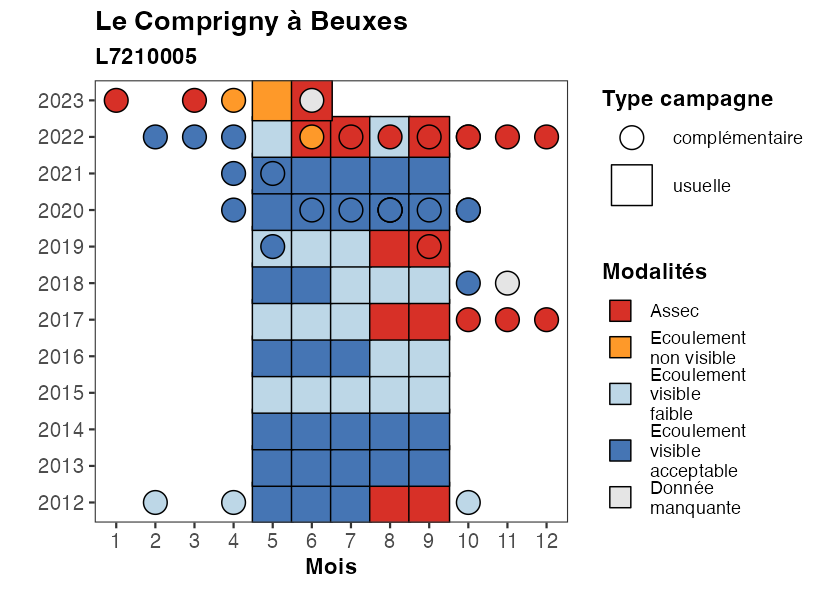 Le Comprigny à Beuxes
L7210005
2023
2022
2021
2020
2019
2018
2017
2016
2015
2014
2013
2012
1 2 3 4 5 6 7 8 9 10 11 12
Mois
Type campagne
complémentaire
usuelle
Modalités
Assec
Ecoulement
non visible
Ecoulement
visible
faible
Ecoulement
visible
acceptable
Donnée
manquante